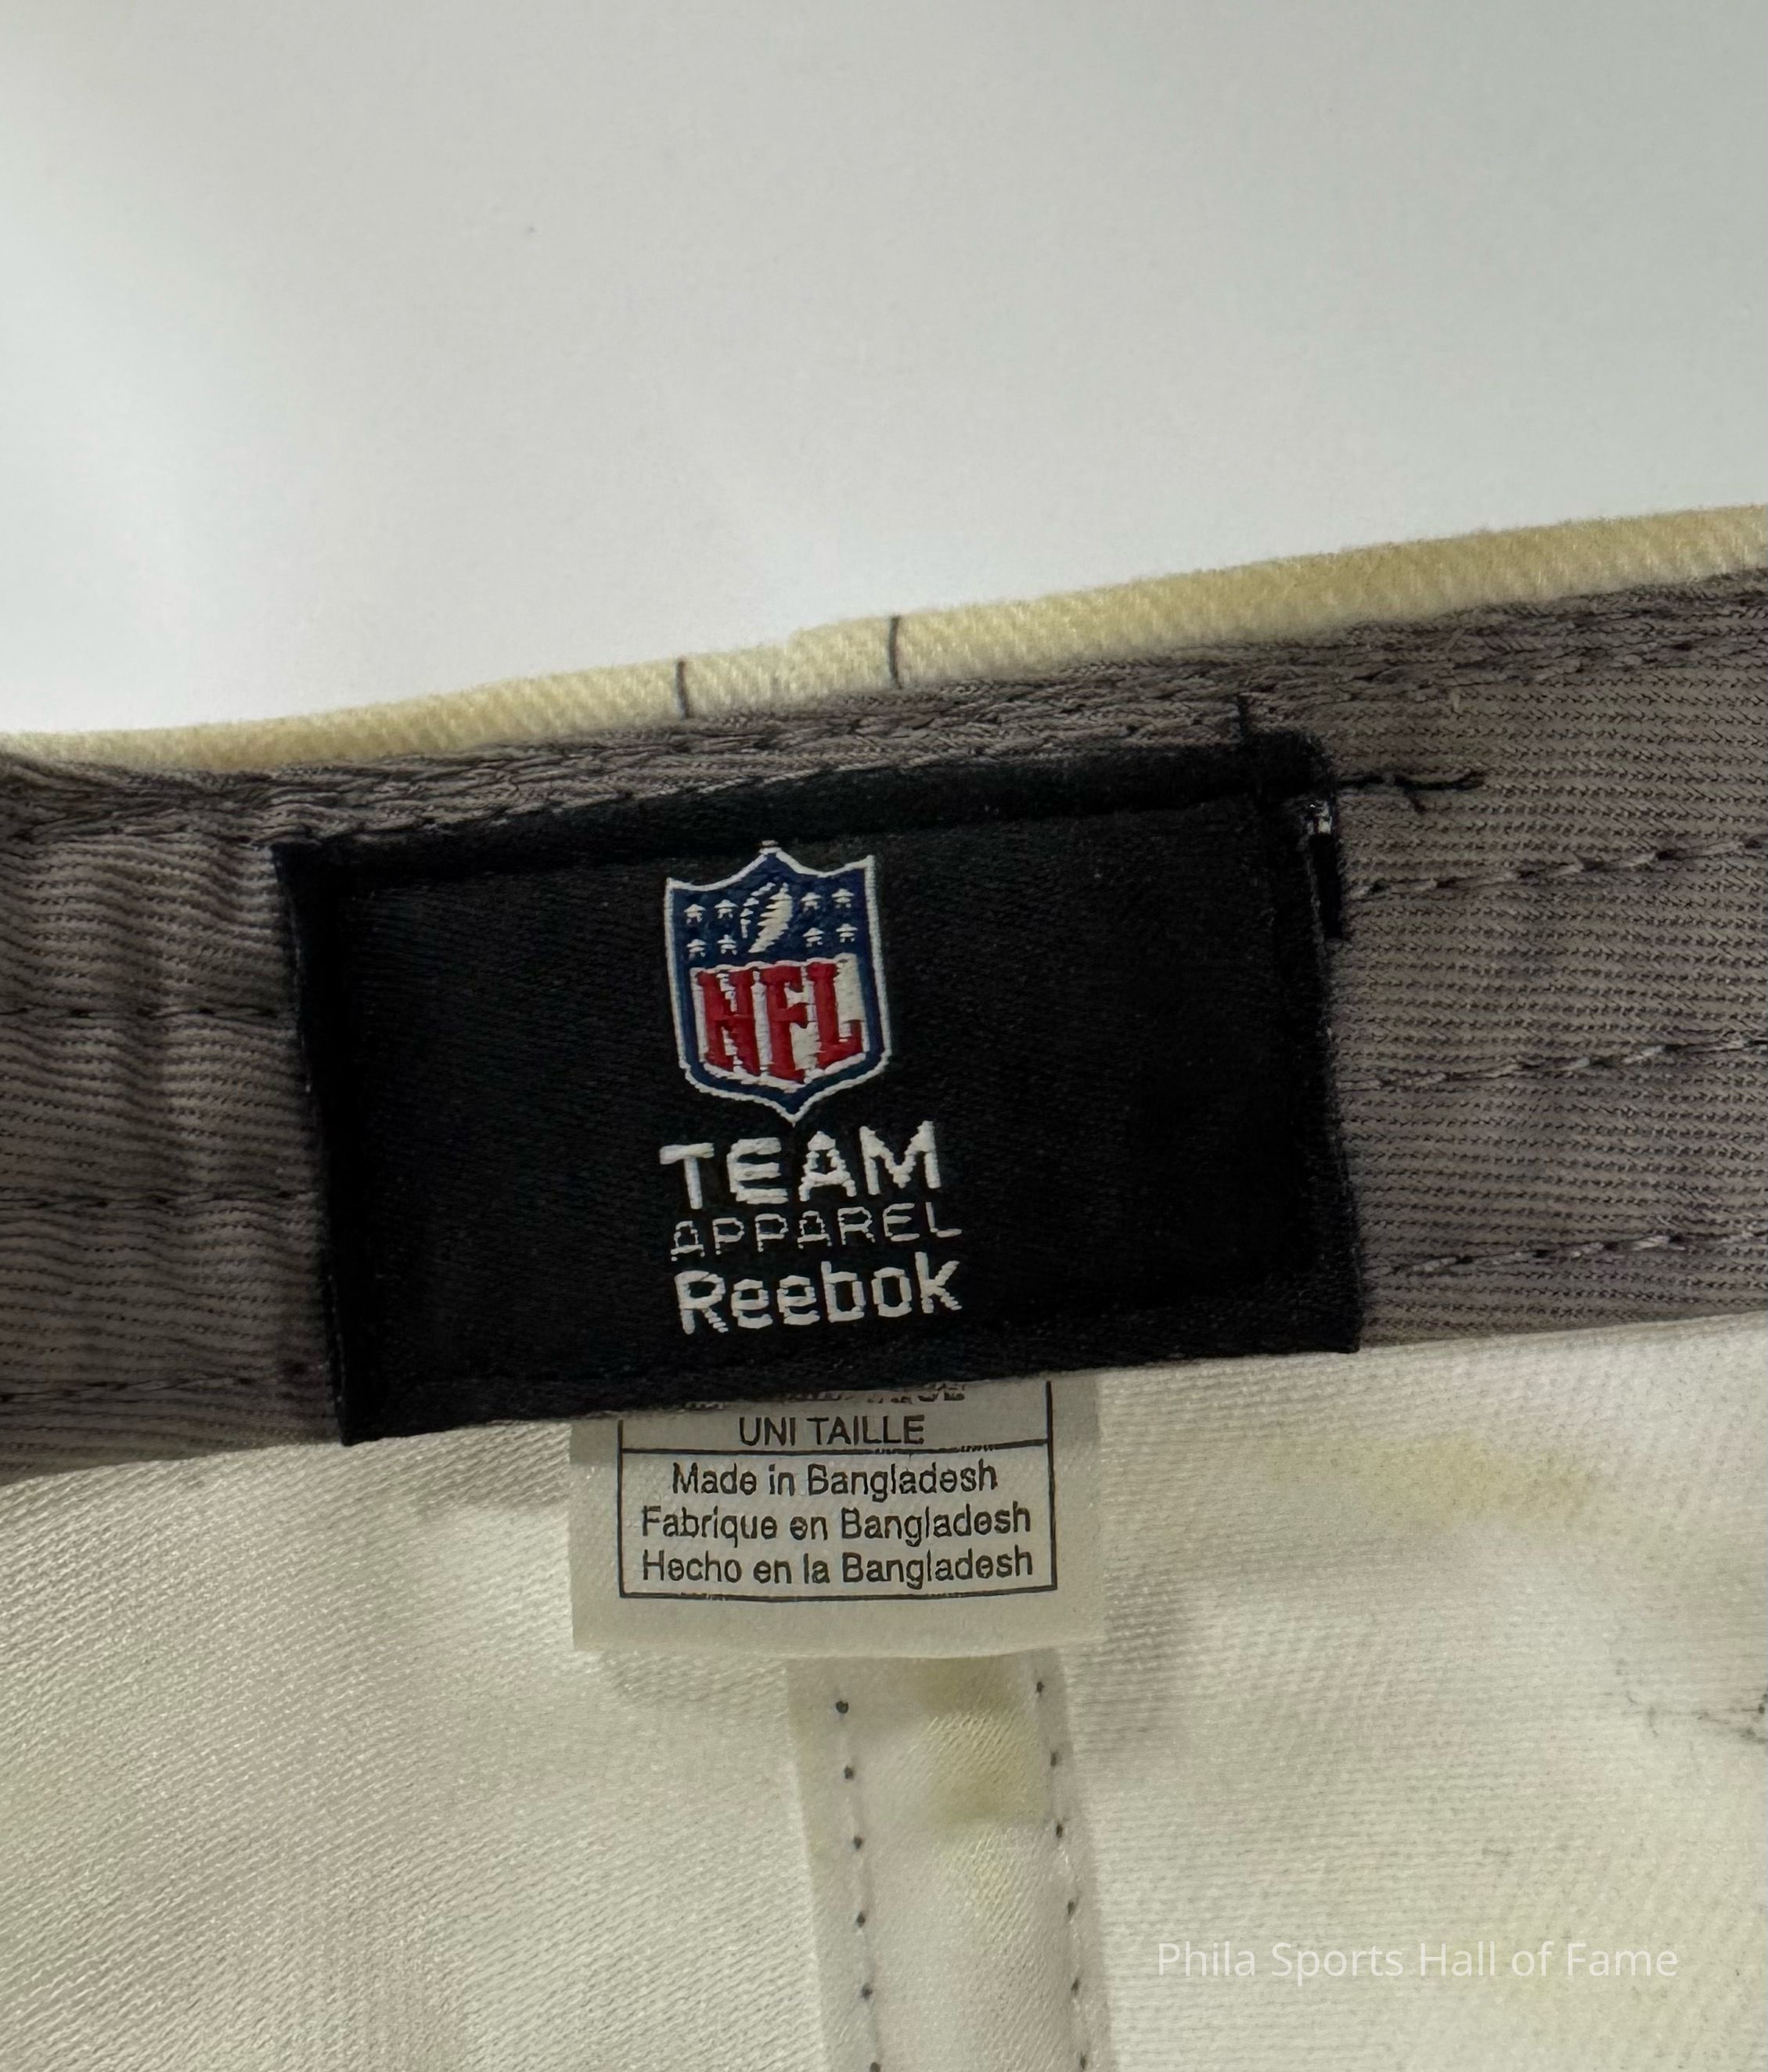 NFL
TEAM
APPAREL
Reebok
UNI TAILLE
Made in Bangladesh
Fabrique en Bangladesh
Hecho en la Bangladesh
Phila Sports Hall of Fame